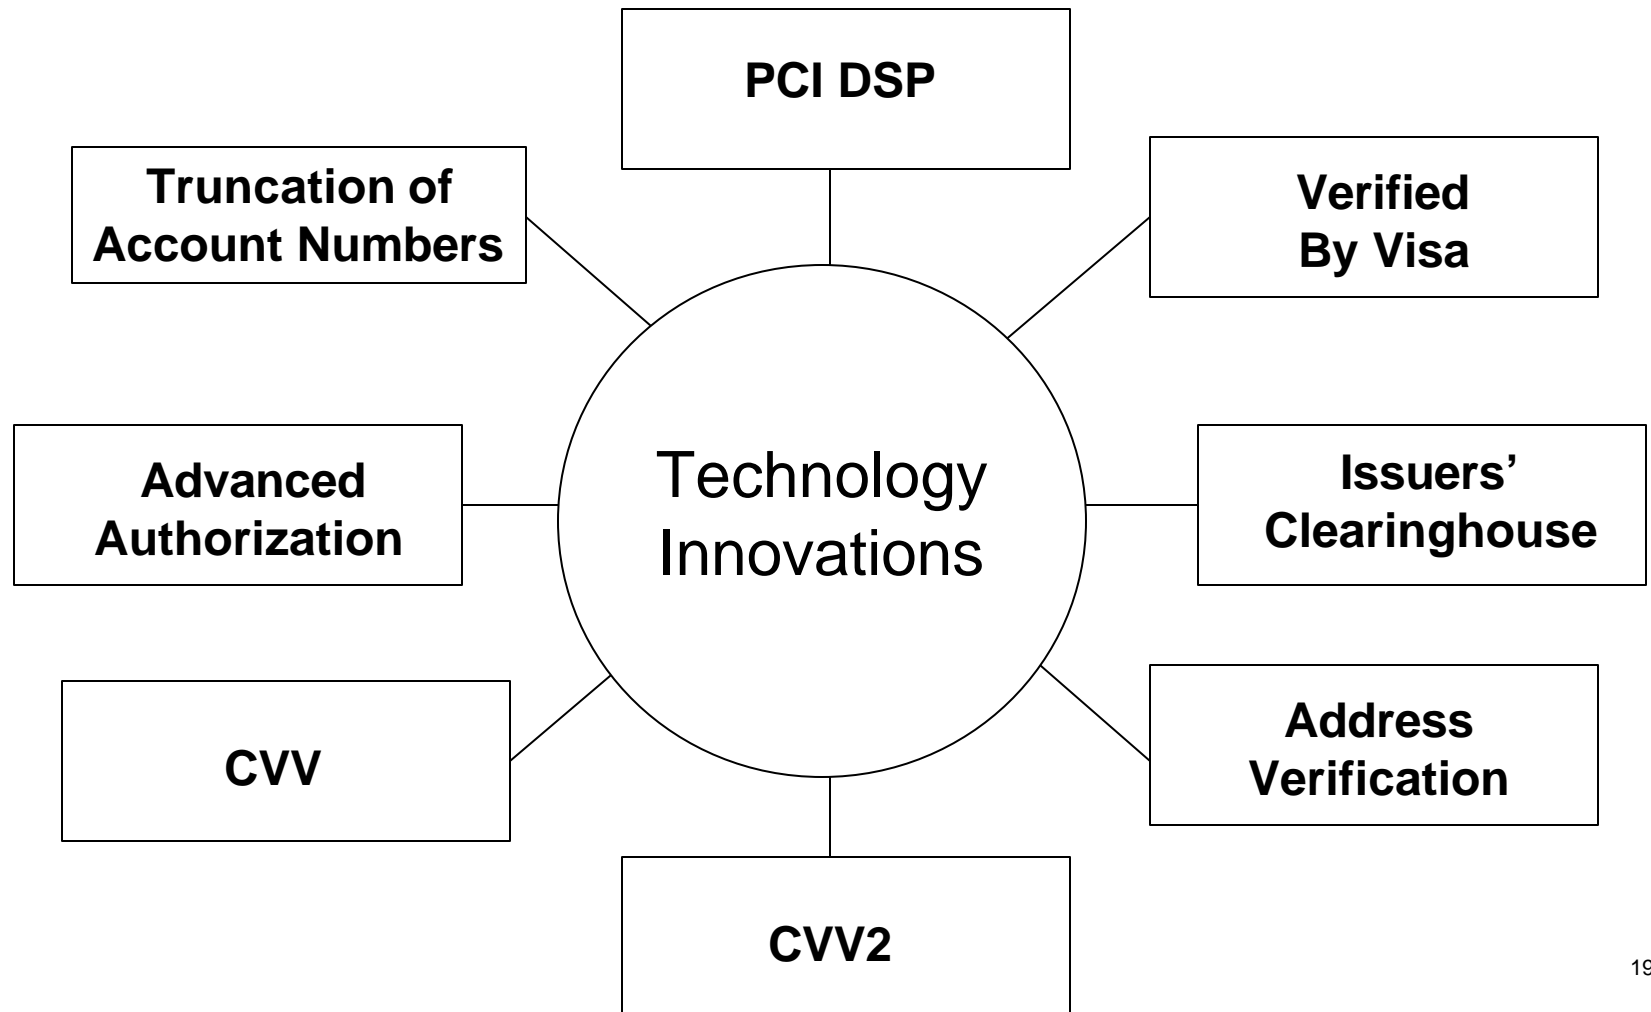 PCI DSP
Truncation of
Account Numbers
Verified
By Visa
Advanced
Authorization
Technology
Innovations
Issuers’
Clearinghouse
CVV
Address
Verification
CVV2
19